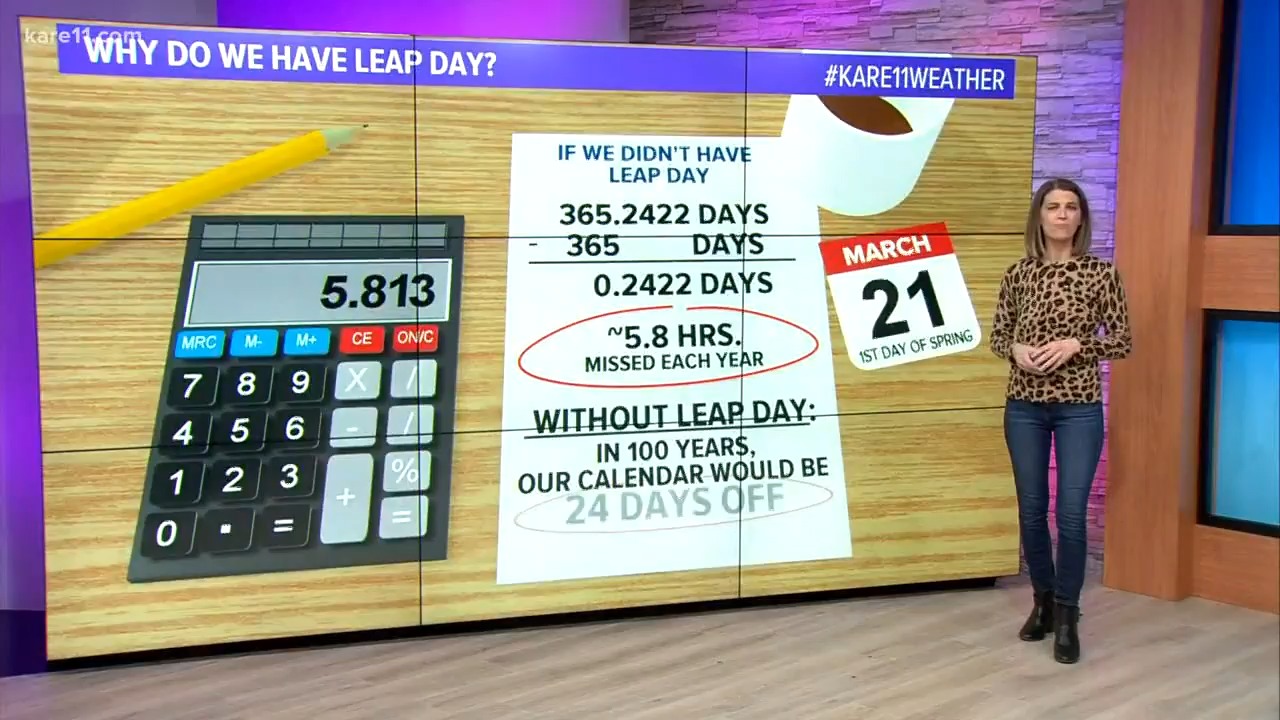 kare11.com
WHY DO WE HAVE LEAP DAY?
#KARE11WEATHER
IF WE DIDN'T HAVE
LEAP DAY
365.2422 DAYS
- 365 DAYS
0.2422 DAYS
~5.8 HRS.
MISSED EACH YEAR
WITHOUT LEAP DAY:
IN 100 YEARS,
OUR CALENDAR WOULD BE
24 DAYS OFF
5.813
MRC M- M+ CE ON/C
7 8 9 X /
4 5 6 - /
1 2 3 + %
0 . = =
MARCH
21
1ST DAY OF SPRING